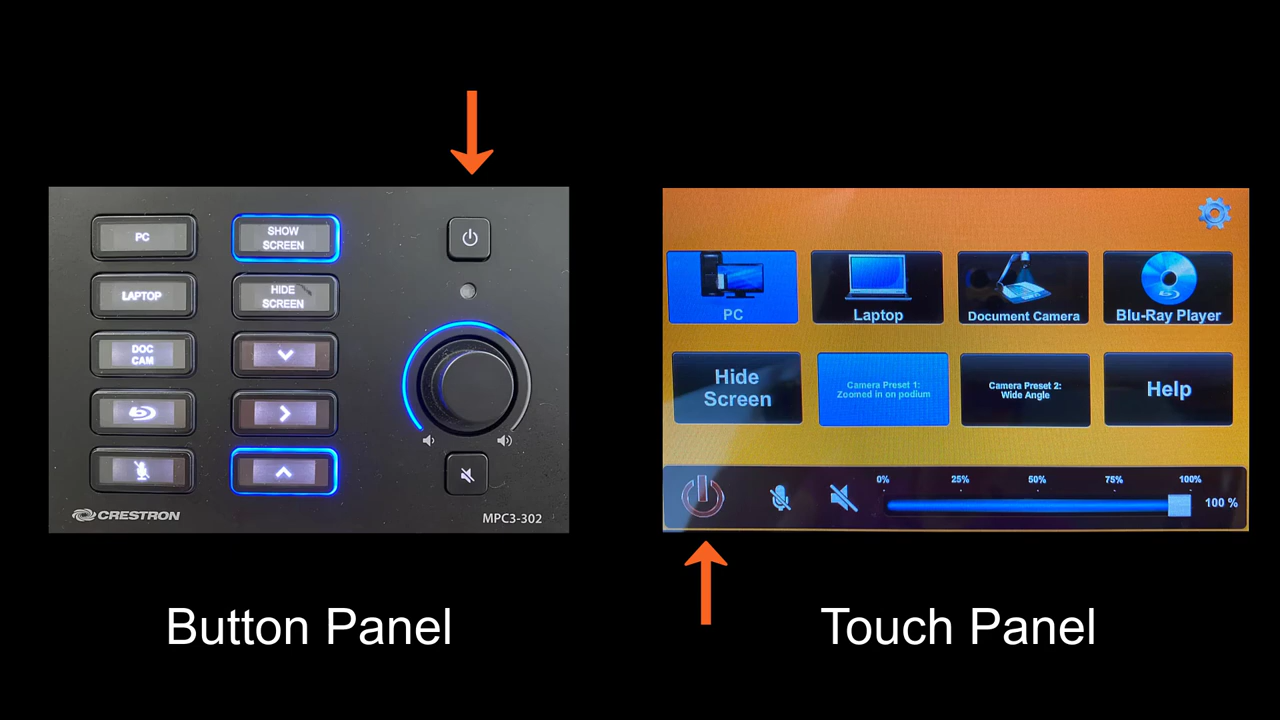 PC
SHOW
SCREEN
LAPTOP
HIDE
SCREEN
DOC
CAM
CRESTRON
MPC3-302
Button Panel
PC
Laptop
Document Camera
Blu-Ray Player
Hide
Screen
Camera Preset 1:
Zoomed in on podium
Camera Preset 2:
Wide Angle
Help
0%
25%
50%
75%
100%
100 %
Touch Panel